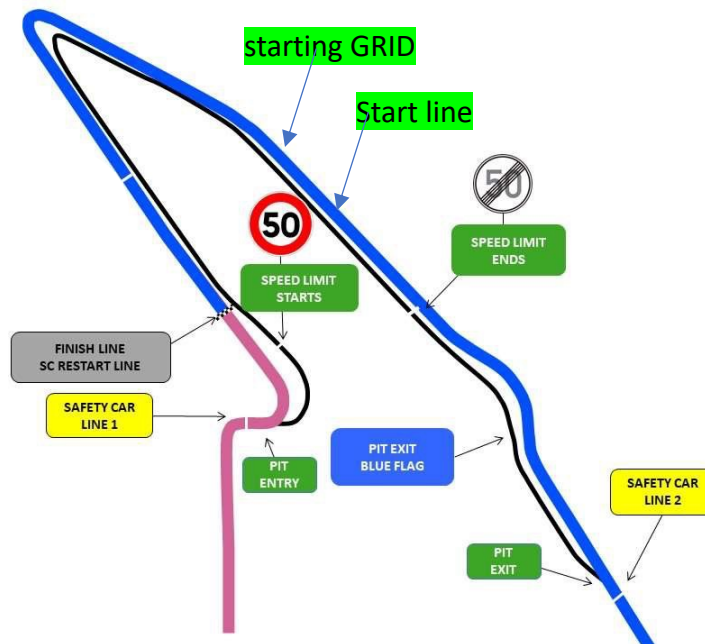 starting GRID
Start line
50
50
SPEED LIMIT
ENDS
SPEED LIMIT
STARTS
FINISH LINE
SC RESTART LINE
SAFETY CAR
LINE 1
PIT
ENTRY
PIT EXIT
BLUE FLAG
SAFETY CAR
LINE 2
PIT
EXIT